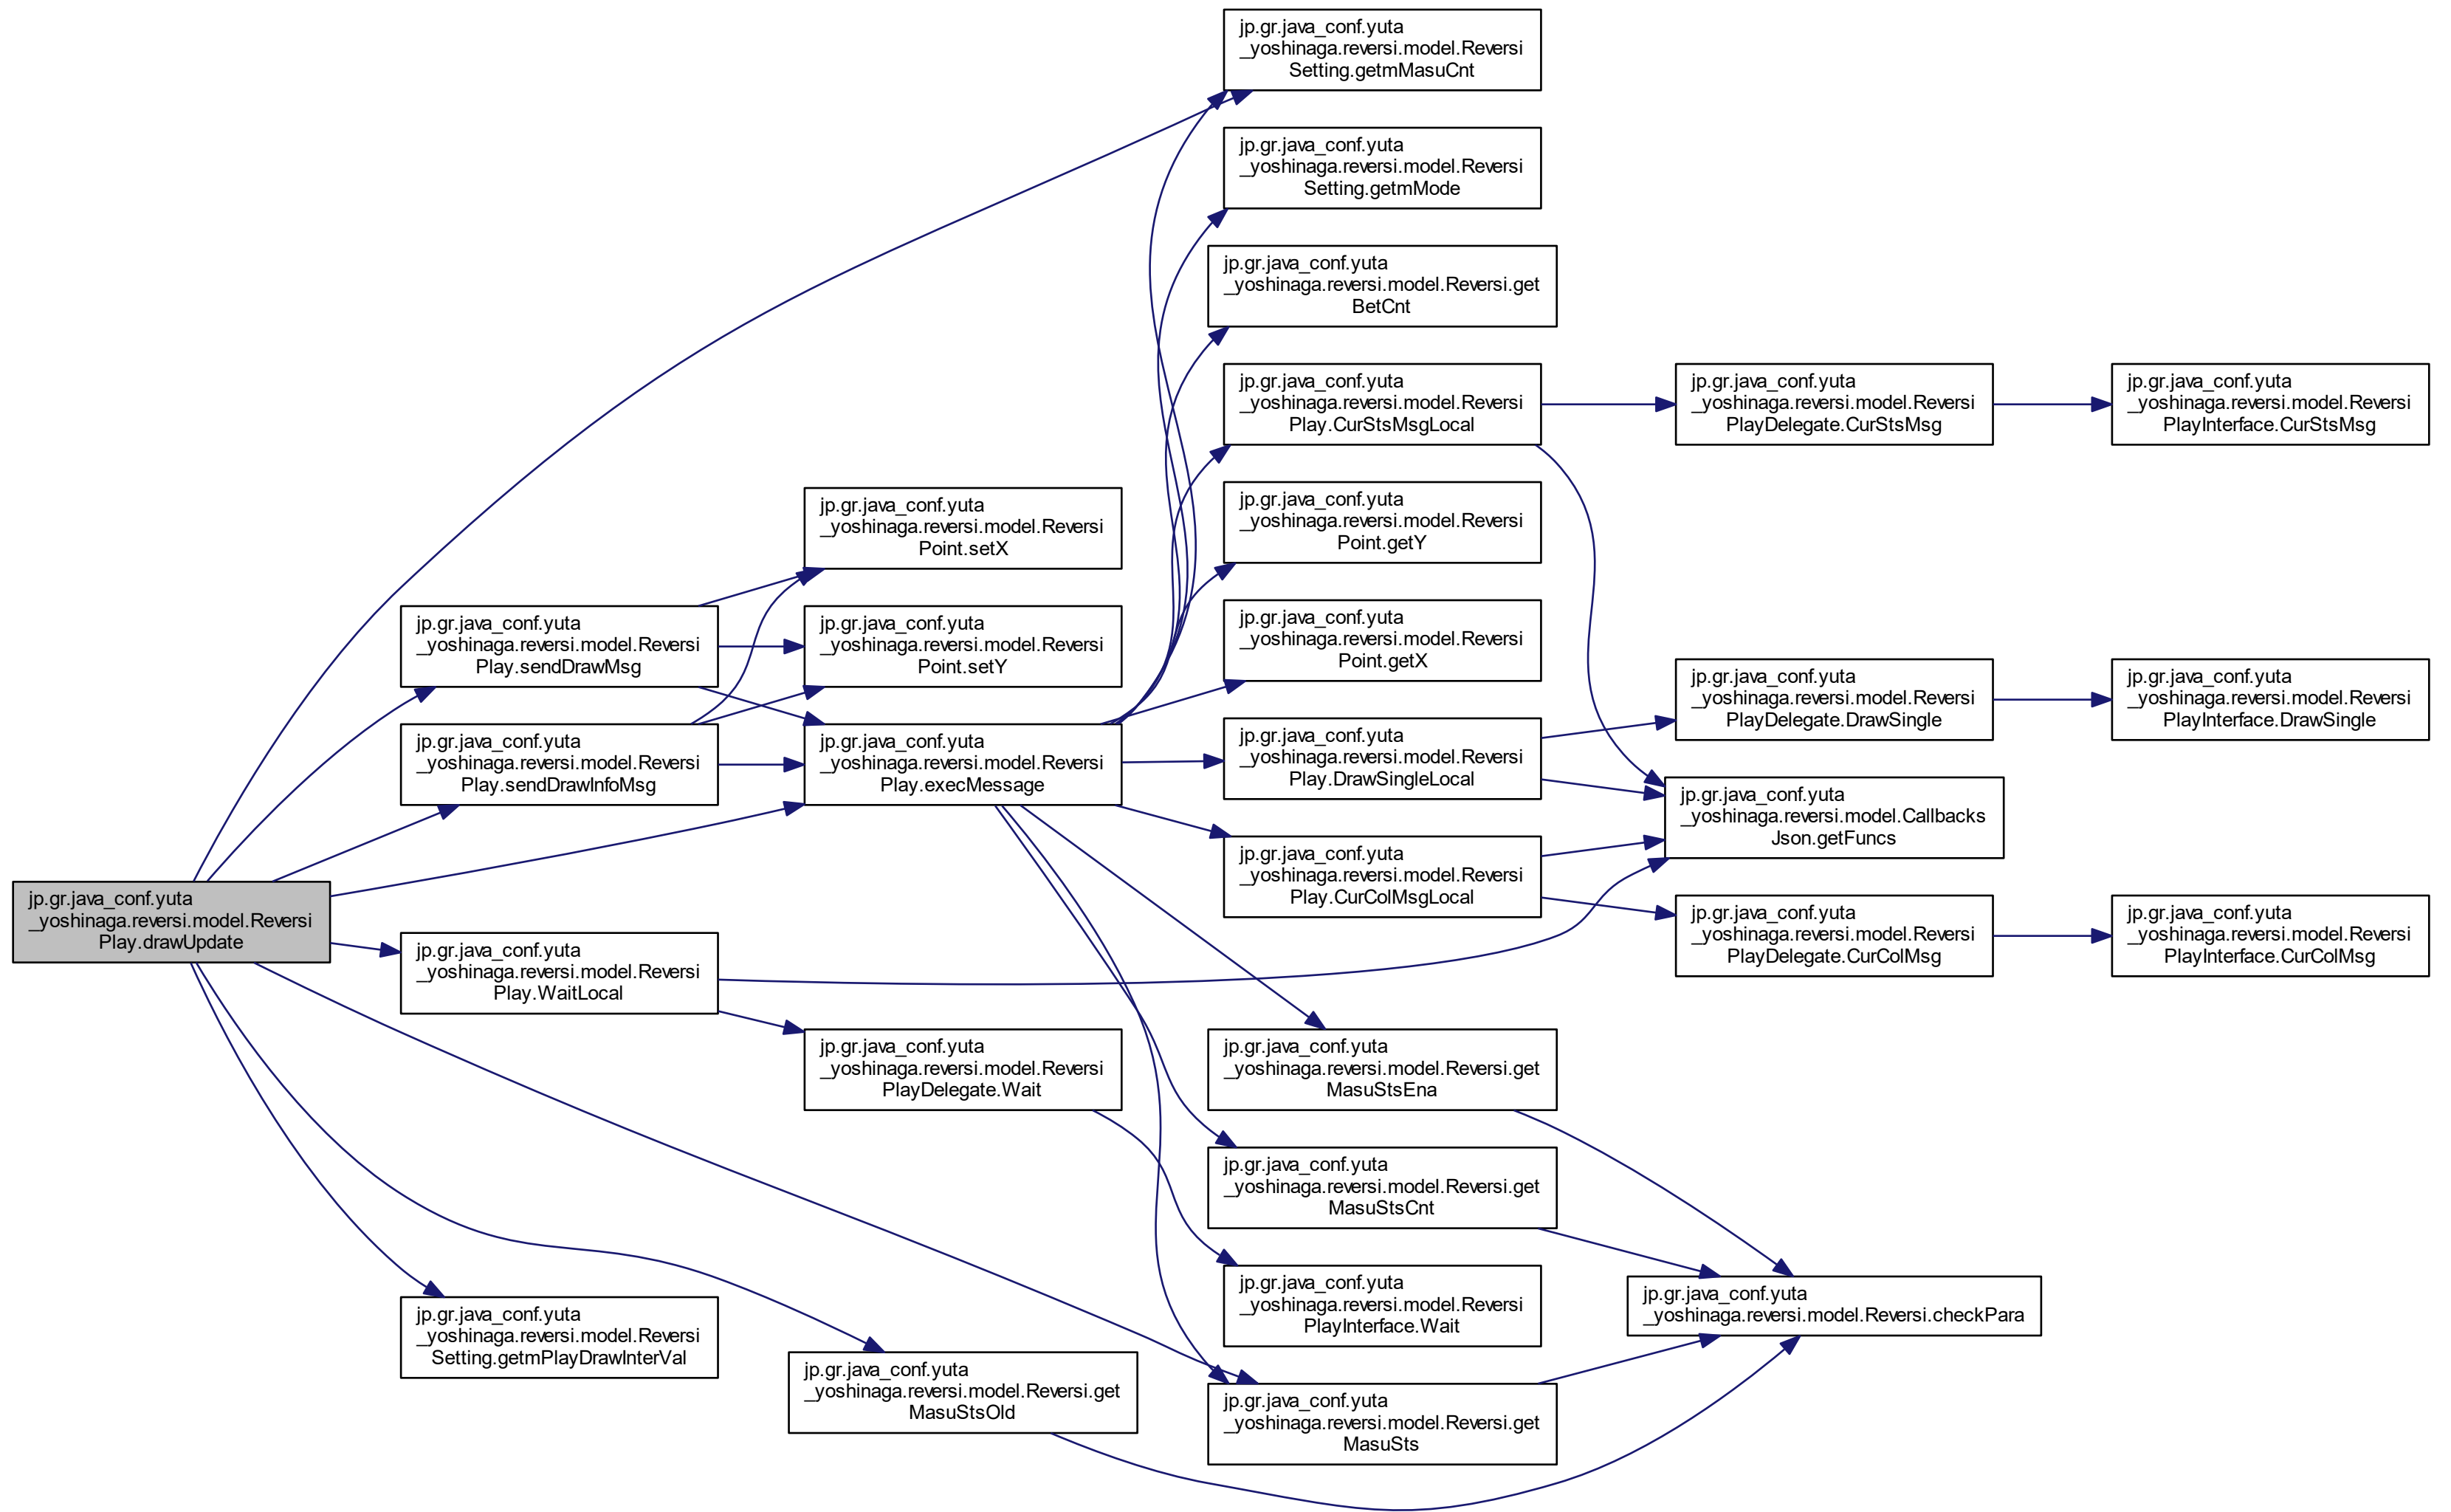 jp.gr.java_conf.yuta
_yoshinaga.reversi.model.Reversi
Play.drawUpdate
jp.gr.java_conf.yuta
_yoshinaga.reversi.model.Reversi
Play.sendDrawMsg
jp.gr.java_conf.yuta
_yoshinaga.reversi.model.Reversi
Play.sendDrawInfoMsg
jp.gr.java_conf.yuta
_yoshinaga.reversi.model.Reversi
Play.WaitLocal
jp.gr.java_conf.yuta
_yoshinaga.reversi.model.Reversi
Setting.getmPlayDrawInterVal
jp.gr.java_conf.yuta
_yoshinaga.reversi.model.Reversi
Point.setX
jp.gr.java_conf.yuta
_yoshinaga.reversi.model.Reversi
Point.setY
jp.gr.java_conf.yuta
_yoshinaga.reversi.model.Reversi
Play.execMessage
jp.gr.java_conf.yuta
_yoshinaga.reversi.model.Reversi
PlayDelegate.Wait
jp.gr.java_conf.yuta
_yoshinaga.reversi.model.Reversi.get
MasuStsOld
jp.gr.java_conf.yuta
_yoshinaga.reversi.model.Reversi
Setting.getmMasuCnt
jp.gr.java_conf.yuta
_yoshinaga.reversi.model.Reversi
Setting.getmMode
jp.gr.java_conf.yuta
_yoshinaga.reversi.model.Reversi.get
BetCnt
jp.gr.java_conf.yuta
_yoshinaga.reversi.model.Reversi
Play.CurStsMsgLocal
jp.gr.java_conf.yuta
_yoshinaga.reversi.model.Reversi
Point.getY
jp.gr.java_conf.yuta
_yoshinaga.reversi.model.Reversi
Point.getX
jp.gr.java_conf.yuta
_yoshinaga.reversi.model.Reversi
Play.DrawSingleLocal
jp.gr.java_conf.yuta
_yoshinaga.reversi.model.Reversi
Play.CurColMsgLocal
jp.gr.java_conf.yuta
_yoshinaga.reversi.model.Reversi.get
MasuStsEna
jp.gr.java_conf.yuta
_yoshinaga.reversi.model.Reversi.get
MasuStsCnt
jp.gr.java_conf.yuta
_yoshinaga.reversi.model.Reversi
PlayInterface.Wait
jp.gr.java_conf.yuta
_yoshinaga.reversi.model.Reversi.get
MasuSts
jp.gr.java_conf.yuta
_yoshinaga.reversi.model.Reversi
PlayDelegate.CurStsMsg
jp.gr.java_conf.yuta
_yoshinaga.reversi.model.Reversi
PlayDelegate.DrawSingle
jp.gr.java_conf.yuta
_yoshinaga.reversi.model.Callbacks
Json.getFuncs
jp.gr.java_conf.yuta
_yoshinaga.reversi.model.Reversi
PlayDelegate.CurColMsg
jp.gr.java_conf.yuta
_yoshinaga.reversi.model.Reversi.checkPara
jp.gr.java_conf.yuta
_yoshinaga.reversi.model.Reversi
PlayInterface.CurStsMsg
jp.gr.java_conf.yuta
_yoshinaga.reversi.model.Reversi
PlayInterface.DrawSingle
jp.gr.java_conf.yuta
_yoshinaga.reversi.model.Reversi
PlayInterface.CurColMsg